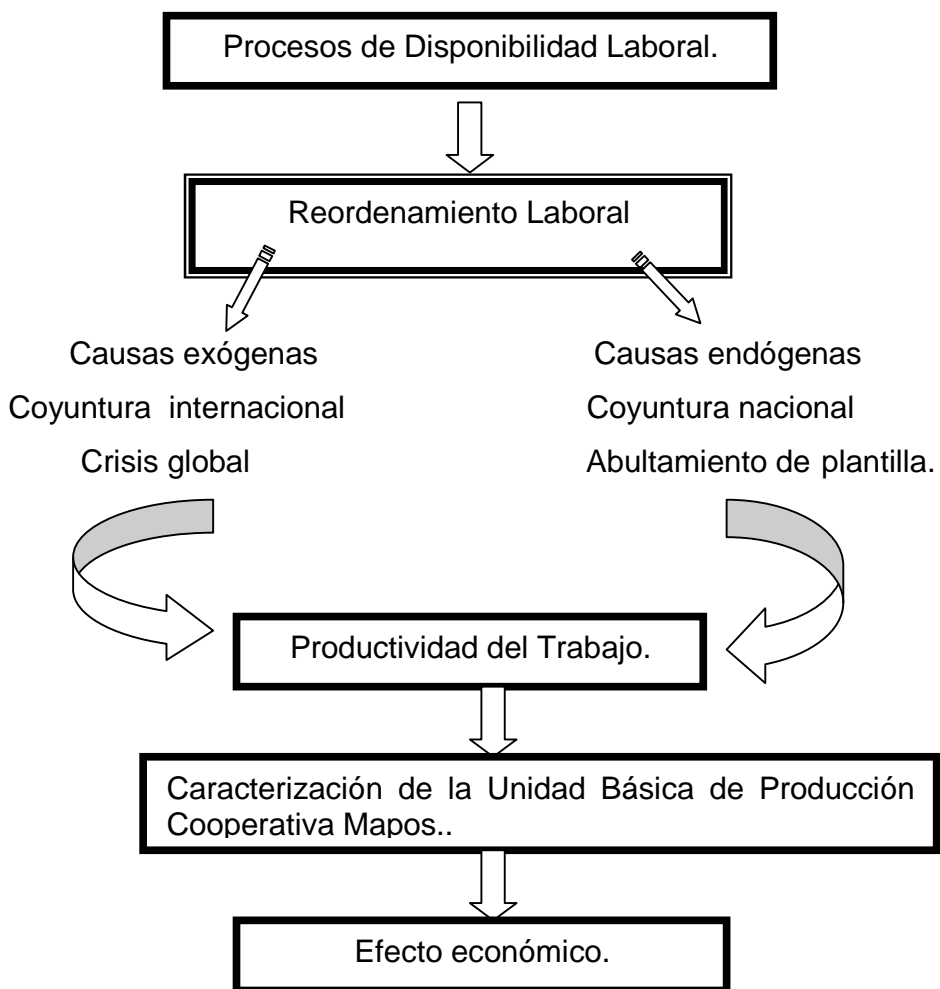 Procesos de Disponibilidad Laboral.
Reordenamiento Laboral
Causas exógenas
Coyuntura internacional
Crisis global
Causas endógenas
Coyuntura nacional
Abultamiento de plantilla.
Productividad del Trabajo.
Caracterización de la Unidad Básica de Producción
Cooperativa Mapos..
Efecto económico.